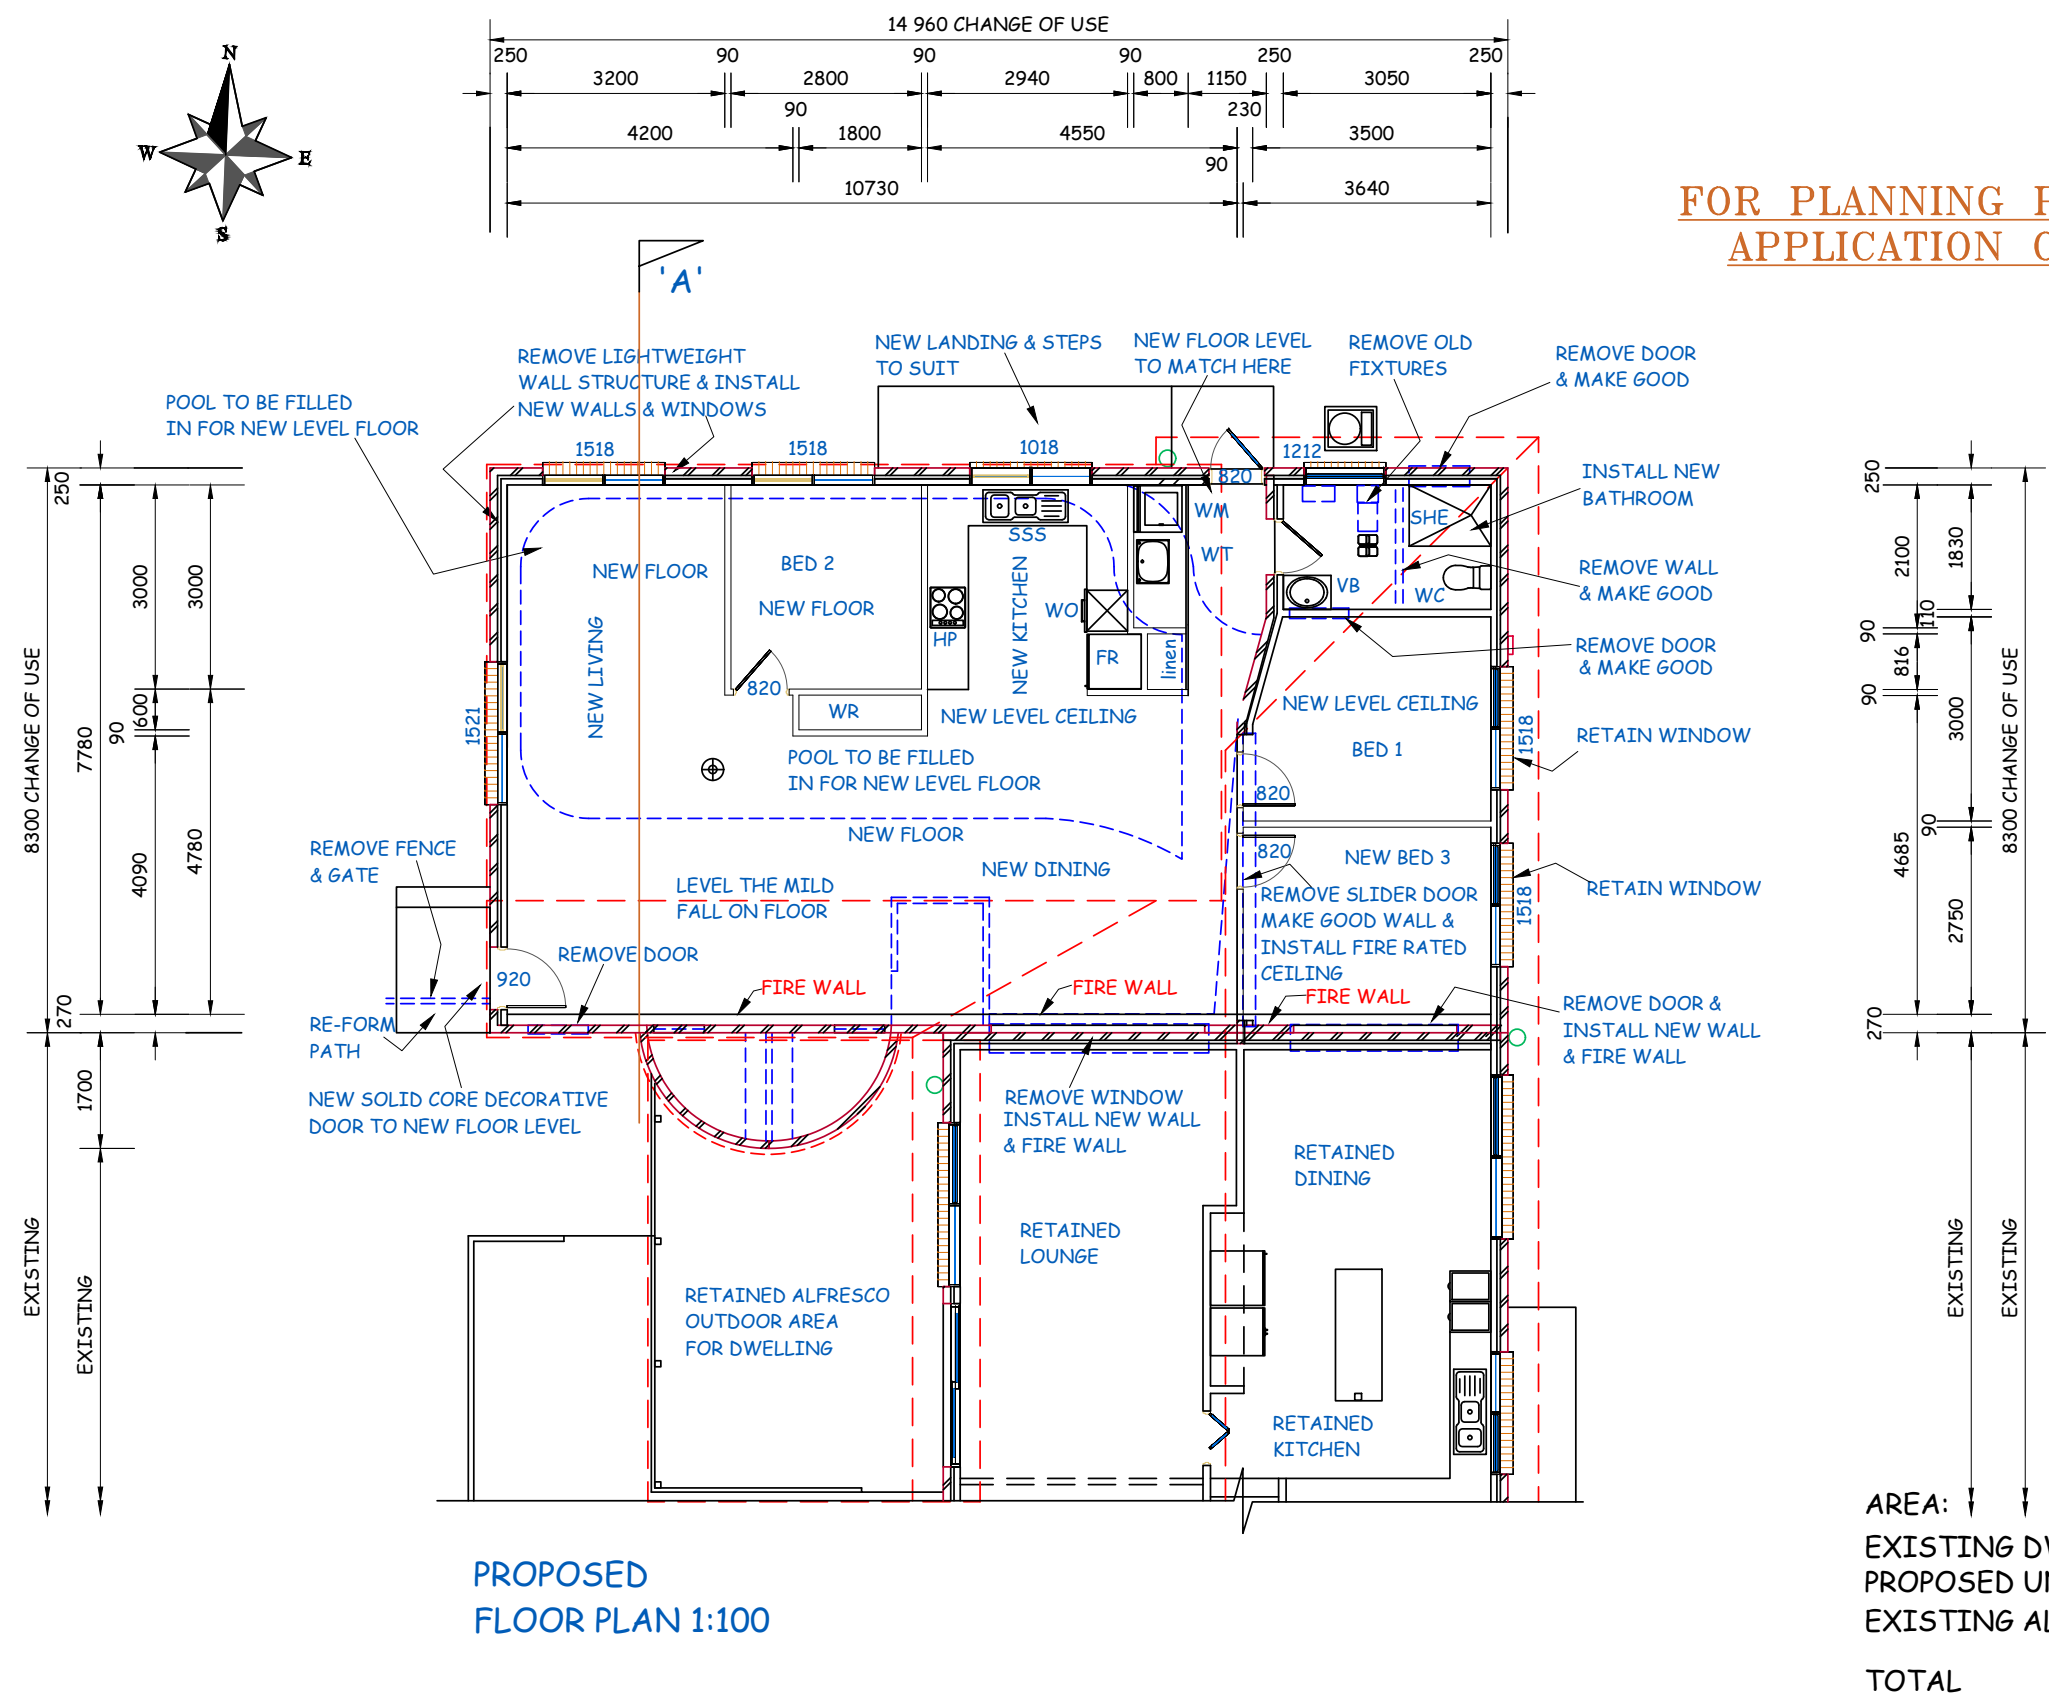 14 960 CHANGE OF USE
250 90 90 90 250 250
3200 2800 2940 800 1150 3050
90 230
4200 1800 4550 3500
90
10730 3640
N
W E
S
FOR PLANNING
APPLICATION
'A'
REMOVE LIGHTWEIGHT
WALL STRUCTURE & INSTALL
NEW WALLS & WINDOWS
NEW LANDING & STEPS
TO SUIT
NEW FLOOR LEVEL
TO MATCH HERE
REMOVE OLD
FIXTURES
REMOVE DOOR
& MAKE GOOD
POOL TO BE FILLED
IN FOR NEW LEVEL FLOOR
1518
1518
1018
1212
820
INSTALL NEW
BATHROOM
WM
SHE
SSS
WT
NEW FLOOR
BED 2
NEW FLOOR
NEW KITCHEN
WO
VB
WC
REMOVE WALL
& MAKE GOOD
HP
FR
linen
REMOVE DOOR
& MAKE GOOD
NEW LIVING
820
WR
NEW LEVEL CEILING
NEW LEVEL CEILING
1521
1518
RETAIN WINDOW
BED 1
POOL TO BE FILLED
IN FOR NEW LEVEL FLOOR
820
NEW FLOOR
820
NEW BED 3
REMOVE FENCE
& GATE
NEW DINING
LEVEL THE MILD
FALL ON FLOOR
REMOVE SLIDER DOOR
MAKE GOOD WALL &
INSTALL FIRE RATED
CEILING
1518
RETAIN WINDOW
REMOVE DOOR
920
FIRE WALL
FIRE WALL
FIRE WALL
REMOVE DOOR &
INSTALL NEW WALL
& FIRE WALL
RE-FORM
PATH
NEW SOLID CORE DECORATIVE
DOOR TO NEW FLOOR LEVEL
REMOVE WINDOW
INSTALL NEW WALL
& FIRE WALL
RETAINED
DINING
RETAINED
LOUNGE
RETAINED ALFRESCO
OUTDOOR AREA
FOR DWELLING
RETAINED
KITCHEN
8300 CHANGE OF USE
EXISTING
250
7780
270
1700
EXISTING
3000
600
90
4090
3000
4780
250
2100
90
816
90
4685
270
1830
110
3000
90
2750
EXISTING
8300 CHANGE OF USE
EXISTING
PROPOSED
FLOOR PLAN 1:100
AREA:
EXISTING
PROPOSED
EXISTING
TOTAL